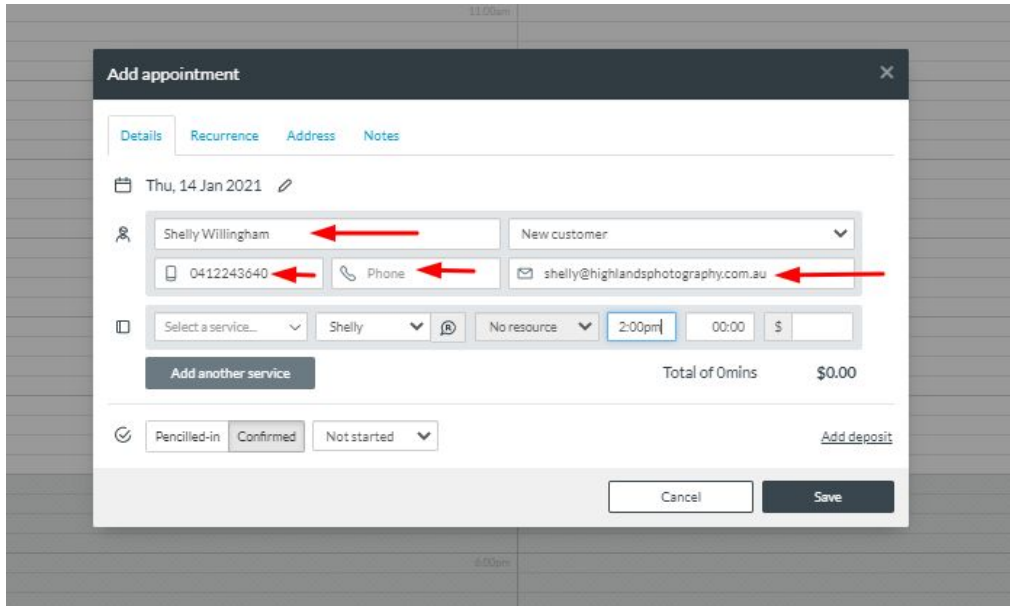 11:00am
Add appointment
Details Recurrence Address Notes
Thu, 14 Jan 2021
Shelly Willingham New customer
0412243640 Phone shelly@highlandsphotography.com.au
Select a service... Shelly R No resource 2:00pm 00:00 $
Add another service Total of 0mins $0.00
Pencilled-in Confirmed Not started Add deposit
Cancel Save
6:00pm